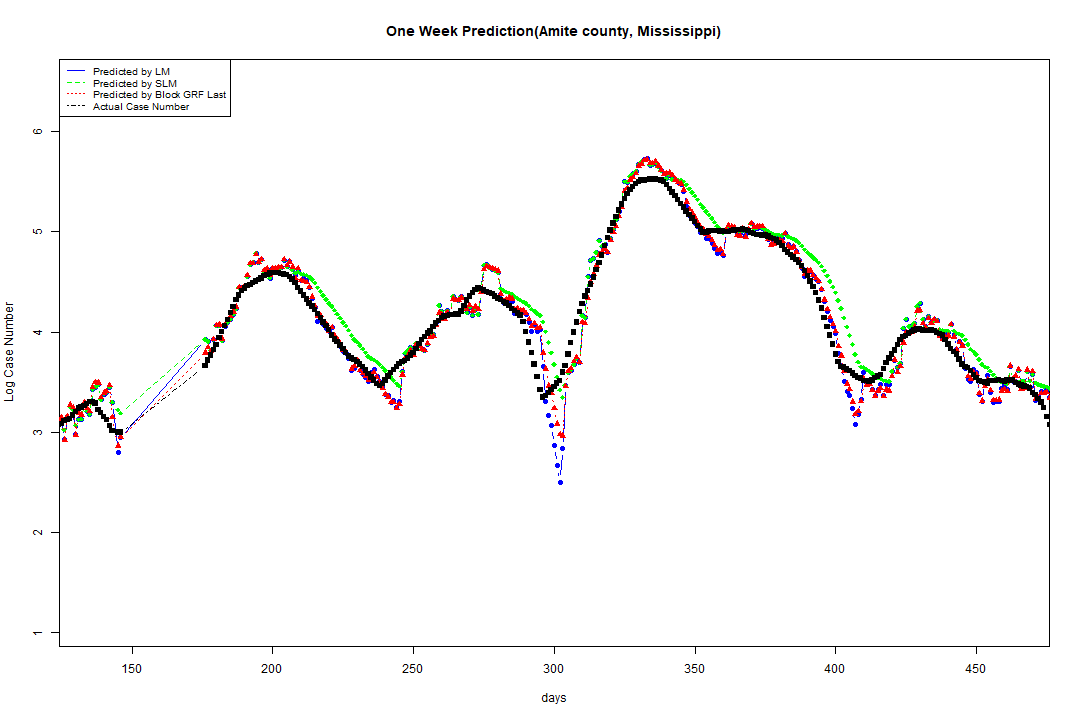 One Week Prediction(Amite county, Mississippi)
Predicted by LM
Predicted by SLM
Predicted by Block GRF Last
Actual Case Number
6
5
4
3
2
1
Log Case Number
150 200 250 300 350 400 450
days